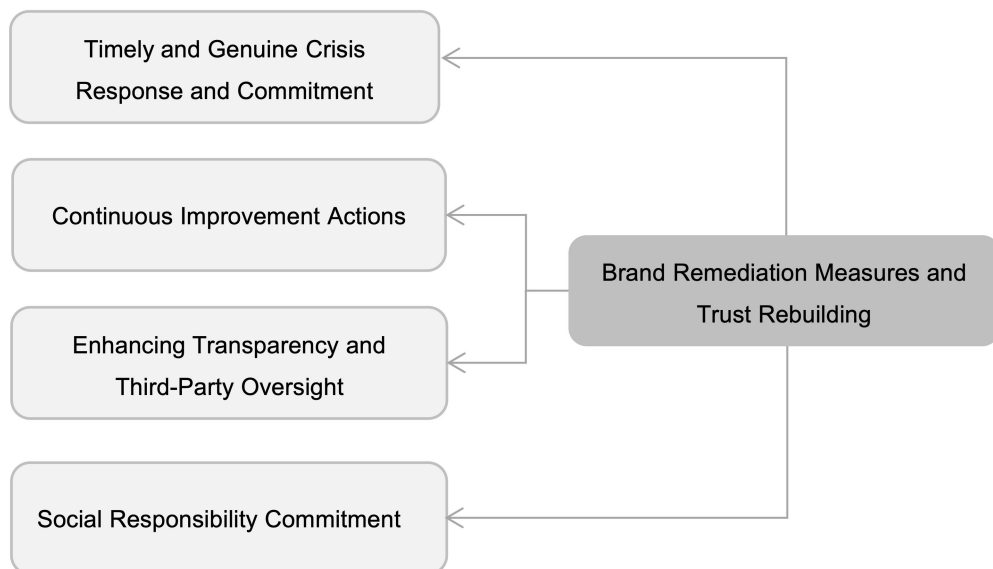 Timely and Genuine Crisis
Response and Commitment
Continuous Improvement Actions
Brand Remediation Measures and
Trust Rebuilding
Enhancing Transparency and
Third-Party Oversight
Social Responsibility Commitment